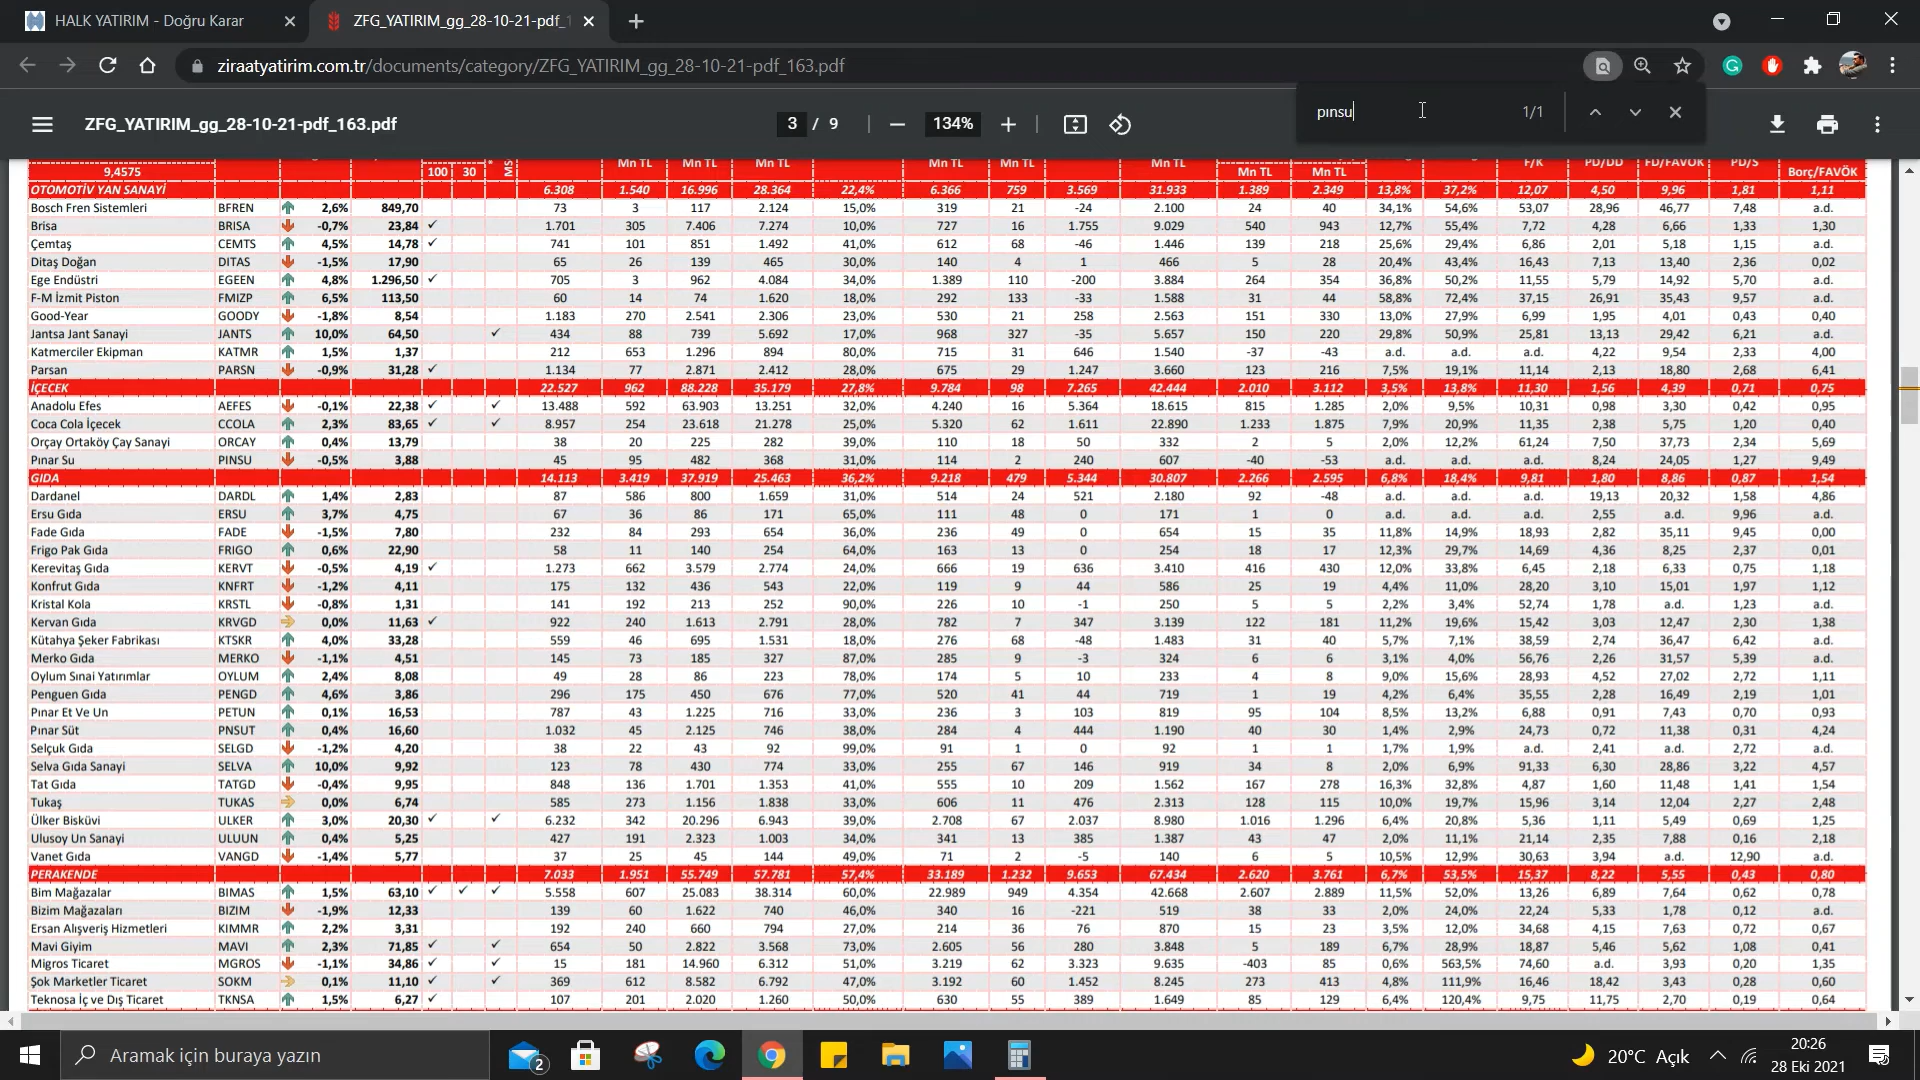 HALK YATIRIM - Doğru Karar
ZFG_YATIRIM_gg_28-10-21-pdf_1
ziraatyatirim.com.tr/documents/category/ZFG_YATIRIM_gg_28-10-21-pdf_163.pdf
pınsu 1/1
ZFG_YATIRIM_gg_28-10-21-pdf_163.pdf 3 / 9 134%
Mn TL Mn TL Mn TL Mn TL Mn TL Mn TL F/K PD/DD FD/FAVÖK PD/S
9,4575 100 30 Mn TL Mn TL Borç/FAVÖK
OTOMOTİV YAN SANAYİ 6.308 1.540 16.996 28.364 22,4% 6.366 759 3.569 31.933 1.389 2.349 13,8% 37,2% 12,07 4,50 9,96 1,81 1,11
Bosch Fren Sistemleri BFREN 2,6% 849,70 73 3 117 2.124 15,0% 319 21 -24 2.100 24 40 34,1% 54,6% 53,07 28,96 46,77 7,48 a.d.
Brisa BRISA -0,7% 23,84 ✓ 1.701 305 7.406 7.274 10,0% 727 16 1.755 9.029 540 943 12,7% 55,4% 7,72 4,28 6,66 1,33 1,30
Çemtaş CEMTS 4,5% 14,78 ✓ 741 101 851 1.492 41,0% 612 68 -46 1.446 139 218 25,6% 29,4% 6,86 2,01 5,18 1,15 a.d.
Ditaş Doğan DITAS -1,5% 17,90 65 26 139 465 30,0% 140 4 1 466 5 28 20,4% 43,4% 16,43 7,13 13,40 2,36 0,02
Ege Endüstri EGEEN 4,8% 1.296,50 ✓ 705 3 962 4.084 34,0% 1.389 110 -200 3.884 264 354 36,8% 50,2% 11,55 5,79 14,92 5,70 a.d.
F-M İzmit Piston FMIZP 6,5% 113,50 60 14 74 1.620 18,0% 292 133 -33 1.588 31 44 58,8% 72,4% 37,15 26,91 35,43 9,57 a.d.
Good-Year GOODY -1,8% 8,54 1.183 270 2.541 2.306 23,0% 530 21 258 2.563 151 330 13,0% 27,9% 6,99 1,95 4,01 0,43 0,40
Jantsa Jant Sanayi JANTS 10,0% 64,50 ✓ 434 88 739 5.692 17,0% 968 327 -35 5.657 150 220 29,8% 50,9% 25,81 13,13 29,42 6,21 a.d.
Katmerciler Ekipman KATMR 1,5% 1,37 212 653 1.296 894 80,0% 715 31 646 1.540 -37 -43 a.d. a.d. a.d. 4,22 9,54 2,33 4,00
Parsan PARSN -0,9% 31,28 ✓ 1.134 77 2.871 2.412 28,0% 675 29 1.247 3.660 123 216 7,5% 19,1% 11,14 2,13 18,80 2,68 6,41
İÇECEK 22.527 962 88.228 35.179 27,8% 9.784 98 7.265 42.444 2.010 3.112 3,5% 13,8% 11,30 1,56 4,39 0,71 0,75
Anadolu Efes AEFES -0,1% 22,38 ✓ ✓ 13.488 592 63.903 13.251 32,0% 4.240 16 5.364 18.615 815 1.285 2,0% 9,5% 10,31 0,98 3,30 0,42 0,95
Coca Cola İçecek CCOLA 2,3% 83,65 ✓ ✓ 8.957 254 23.618 21.278 25,0% 5.320 62 1.611 22.890 1.233 1.875 7,9% 20,9% 11,35 2,38 5,75 1,20 0,40
Orçay Ortaköy Çay Sanayi ORCAY 0,4% 13,79 38 20 225 282 39,0% 110 18 50 332 2 5 2,0% 12,2% 61,24 7,50 37,73 2,34 5,69
Pınar Su PINSU -0,5% 3,88 45 95 482 368 31,0% 114 2 240 607 -40 -53 a.d. a.d. a.d. 8,24 24,05 1,27 9,49
GIDA 14.113 3.419 37.919 25.463 36,2% 9.218 479 5.344 30.807 2.266 2.595 6,8% 18,4% 9,81 1,80 8,86 0,87 1,54
Dardanel DARDL 1,4% 2,83 87 586 800 1.659 31,0% 514 24 521 2.180 92 -48 a.d. a.d. a.d. 19,13 20,32 1,58 4,86
Ersu Gıda ERSU 3,7% 4,75 67 36 86 171 65,0% 111 48 0 171 1 0 a.d. a.d. a.d. 2,55 a.d. 9,96 a.d.
Fade Gıda FADE -1,5% 7,80 232 84 293 654 36,0% 236 49 0 654 15 35 11,8% 14,9% 18,93 2,82 35,11 9,45 0,00
Frigo Pak Gıda FRIGO 0,6% 22,90 58 11 140 254 64,0% 163 13 0 254 18 17 12,3% 29,7% 14,69 4,36 8,25 2,37 0,01
Kerevitaş Gıda KERVT -0,5% 4,19 ✓ 1.273 662 3.579 2.774 24,0% 666 19 636 3.410 416 430 12,0% 33,8% 6,45 2,18 6,33 0,75 1,18
Konfrut Gıda KNFRT -1,2% 4,11 175 132 436 543 22,0% 119 9 44 586 25 19 4,4% 11,0% 28,20 3,10 15,01 1,97 1,12
Kristal Kola KRSTL -0,8% 1,31 141 192 213 252 90,0% 226 10 -1 250 5 5 2,2% 3,4% 52,74 1,78 a.d. 1,23 a.d.
Kervan Gıda KRVGD 0,0% 11,63 ✓ 922 240 1.613 2.791 28,0% 782 7 347 3.139 122 181 11,2% 19,6% 15,42 3,03 12,47 2,30 1,38
Kütahya Şeker Fabrikası KTSKR 4,0% 33,28 559 46 695 1.531 18,0% 276 68 -48 1.483 31 40 5,7% 7,1% 38,59 2,74 36,47 6,42 a.d.
Merko Gıda MERKO -1,1% 4,51 145 73 185 327 87,0% 285 9 -3 324 6 6 3,1% 4,0% 56,76 2,26 31,57 5,39 a.d.
Oylum Sınai Yatırımlar OYLUM 2,4% 8,08 49 28 86 223 78,0% 174 5 10 233 4 8 9,0% 15,6% 28,93 4,52 27,02 2,72 1,11
Penguen Gıda PENGD 4,6% 3,86 296 175 450 676 77,0% 520 41 44 719 1 19 4,2% 6,4% 35,55 2,28 16,49 2,19 1,01
Pınar Et Ve Un PETUN 0,1% 16,53 787 43 1.225 716 33,0% 236 3 103 819 95 104 8,5% 13,2% 6,88 0,91 7,43 0,70 0,93
Pınar Süt PNSUT 0,4% 16,60 1.032 45 2.125 746 38,0% 284 4 444 1.190 40 30 1,4% 2,9% 24,73 0,72 11,38 0,31 4,24
Selçuk Gıda SELGD -1,2% 4,20 38 22 43 92 99,0% 91 1 0 92 1 1 1,7% 1,9% a.d. 2,41 a.d. 2,72 a.d.
Selva Gıda Sanayi SELVA 10,0% 9,92 123 78 430 774 33,0% 255 67 146 919 34 8 2,0% 6,9% 91,33 6,30 28,86 3,22 4,57
Tat Gıda TATGD -0,4% 9,95 848 136 1.701 1.353 41,0% 555 10 209 1.562 167 278 16,3% 32,8% 4,87 1,60 11,48 1,41 1,54
Tukaş TUKAS 0,0% 6,74 585 273 1.156 1.838 33,0% 606 11 476 2.313 128 115 10,0% 19,7% 15,96 3,14 12,04 2,27 2,48
Ülker Bisküvi ULKER 3,0% 20,30 ✓ ✓ 6.232 342 20.296 6.943 39,0% 2.708 67 2.037 8.980 1.016 1.296 6,4% 20,8% 5,36 1,11 5,49 0,69 1,25
Ulusoy Un Sanayi ULUUN 0,4% 5,25 427 191 2.323 1.003 34,0% 341 13 385 1.387 43 47 2,0% 11,1% 21,14 2,35 7,88 0,16 2,18
Vanet Gıda VANGD -1,4% 5,77 37 25 45 144 49,0% 71 2 -5 140 6 5 10,5% 12,9% 30,63 3,94 a.d. 12,90 a.d.
PERAKENDE 7.033 1.951 55.749 57.781 57,4% 33.189 1.232 9.653 67.434 2.620 3.761 6,7% 53,5% 15,37 8,22 5,55 0,43 0,80
Bim Mağazalar BIMAS 1,5% 63,10 ✓ ✓ ✓ 5.558 607 25.083 38.314 60,0% 22.989 949 4.354 42.668 2.607 2.889 11,5% 52,0% 13,26 6,89 7,64 0,62 0,78
Bizim Mağazaları BIZIM -1,9% 12,33 139 60 1.622 740 46,0% 340 16 -221 519 38 33 2,0% 24,0% 22,24 5,33 1,78 0,12 a.d.
Ersan Alışveriş Hizmetleri KIMMR 2,2% 3,31 192 240 660 794 27,0% 214 36 76 870 15 23 3,5% 12,0% 34,68 4,15 7,63 0,72 0,67
Mavi Giyim MAVI 2,3% 71,85 ✓ ✓ 654 50 2.822 3.568 73,0% 2.605 56 280 3.848 5 189 6,7% 28,9% 18,87 5,46 5,62 1,08 0,41
Migros Ticaret MGROS -1,1% 34,86 ✓ ✓ 15 181 14.960 6.312 51,0% 3.219 62 3.323 9.635 -403 85 0,6% 563,5% 74,60 a.d. 3,93 0,20 1,35
Şok Marketler Ticaret SOKM 0,1% 11,10 ✓ ✓ 369 612 8.582 6.792 47,0% 3.192 60 1.452 8.245 273 413 4,8% 111,9% 16,46 18,42 3,43 0,28 0,60
Teknosa İç ve Dış Ticaret TKNSA 1,5% 6,27 ✓ 107 201 2.020 1.260 50,0% 630 55 389 1.649 85 129 6,4% 120,4% 9,75 11,75 2,70 0,19 0,64
Aramak için buraya yazın 2 20°C Açık 20:26
28 Eki 2021